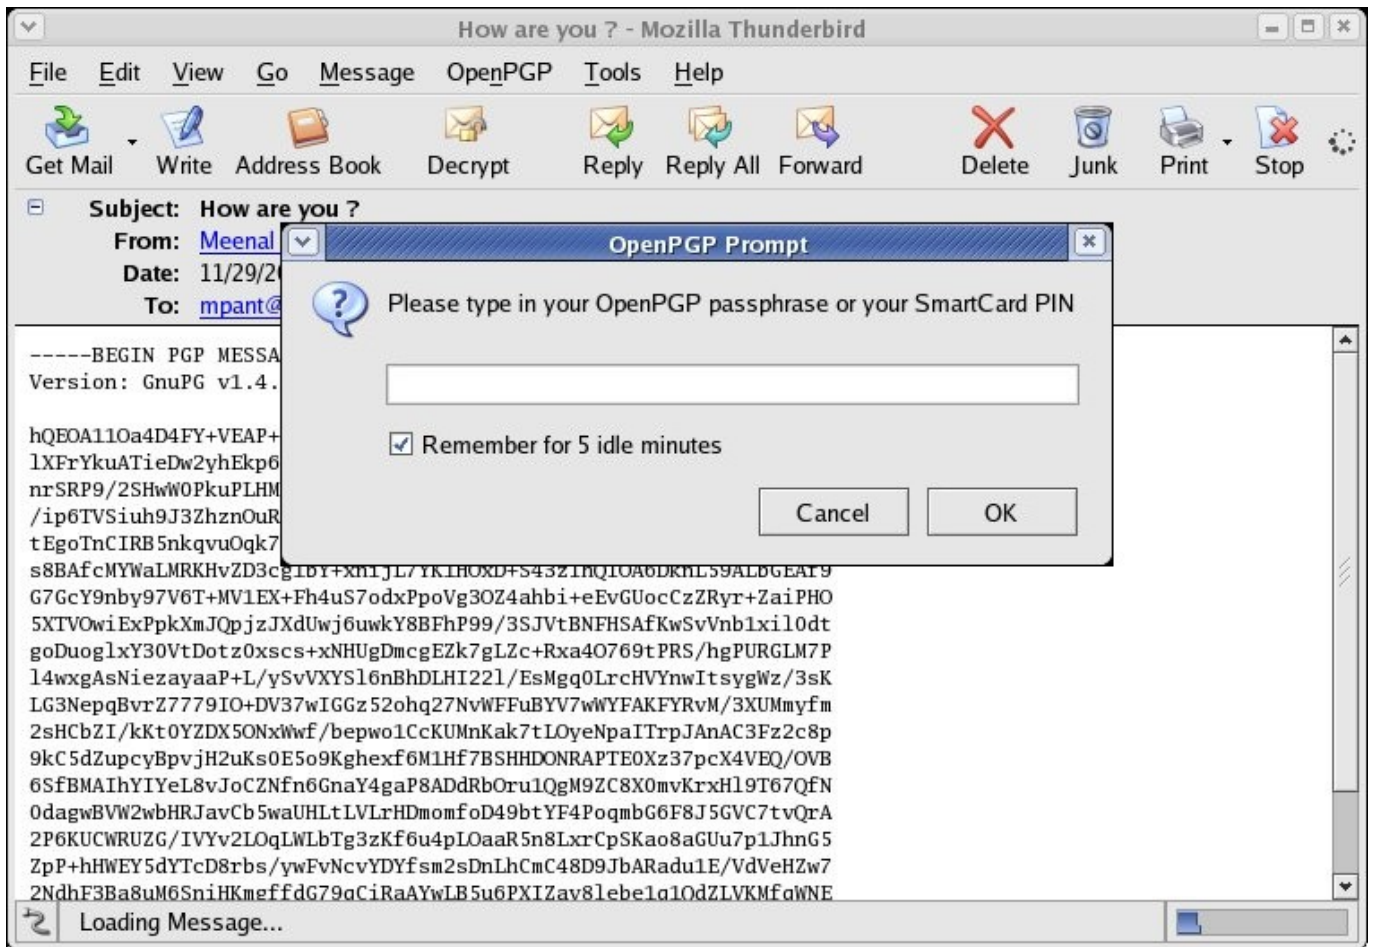 How are you ? - Mozilla Thunderbird
File Edit View Go Message OpenPGP Tools Help
Get Mail Write Address Book Decrypt Reply Reply All Forward Delete Junk Print Stop
Subject: How are you ?
From: Meenal
Date: 11/29/20
To: mpant@
OpenPGP Prompt
Please type in your OpenPGP passphrase or your SmartCard PIN
Remember for 5 idle minutes
Cancel OK
-----BEGIN PGP MESSA
Version: GnuPG v1.4.
hQEOA11Oa4D4FY+VEAP+
lXFrYkuATieDw2yhEkp6
nrSRP9/2SHwWOPkuPLHM
/ip6TVSiuh9J3ZhznOuR
tEgoTnCIRB5nkqvuOqk7
G7GcY9nby97V6T+MV1EX+Fh4uS7odxPpoVg3OZ4ahbi+eEvGUocCzZRyr+ZaiPHO
5XTVOwiExPpkXmJQpjzJXdUwj6uwkY8BFhP99/3SJVtBNFHSAfKwSvVnb1xil0dt
goDuoglxY30VtDotz0xscs+xNHUgDmcgEZk7gLZc+Rxa4O769tPRS/hgPURGLM7P
l4wxgAsNiezayaaP+L/ySvVXYSl6nBhDLHI22l/EsMgq0LrcHVYnwItsygWz/3sK
LG3NepqBvrZ7779IO+DV37wIGGz52ohq27NvWFFuBYV7wWYFAKFYRvM/3XUMmyfm
2sHCbZI/kKt0YZDX5ONxWwf/bepwo1CcKUMnKak7tLOyeNpaITrpJAnAC3Fz2c8p
9kC5dZupcyBpvjH2uKs0E5o9Kghexf6M1Hf7BSHHDONRAPTE0Xz37pcX4VEQ/OVB
6SfBMAIhYIYeL8vJoCZNfn6GnaY4gaP8ADdRbOru1QgM9ZC8X0mvKrxHl9T67QfN
0dagwBVW2wbHRJavCb5waUHLtLVLrHDmomfoD49btYF4PoqmbG6F8J5GVC7tvQrA
2P6KUCWRUZG/IVYv2LOqLWLbTg3zKf6u4pLOaaR5n8LxrCpSKao8aGUu7p1JhnG5
ZpP+hHWEY5dYTcD8rbs/ywFvNcvYDYfsm2sDnLhCmC48D9JbARadu1E/VdVeHZw7
Loading Message...